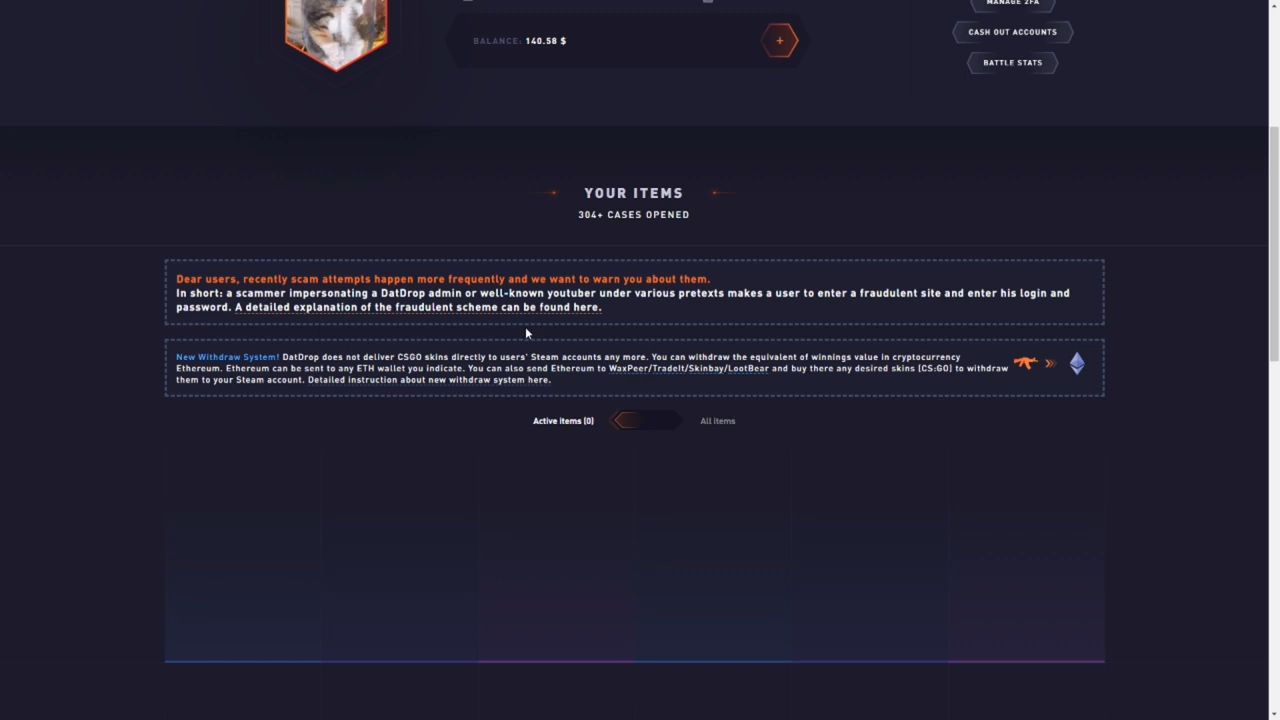 MANAGE 2FA
BALANCE: 140.58 $
+
CASH OUT ACCOUNTS
BATTLE STATS
YOUR ITEMS
304+ CASES OPENED
Dear users, recently scam attempts happen more frequently and we want to warn you about them.
In short: a scammer impersonating a DatDrop admin or well-known youtuber under various pretexts makes a user to enter a fraudulent site and enter his login and
password. A detailed explanation of the fraudulent scheme can be found here.
New Withdraw System! DatDrop does not deliver CSGO skins directly to users' Steam accounts any more. You can withdraw the equivalent of winnings value in cryptocurrency
Ethereum. Ethereum can be sent to any ETH wallet you indicate. You can also send Ethereum to WaxPeer/TradeIt/Skinbay/LootBear and buy there any desired skins (CS:GO) to withdraw
them to your Steam account. Detailed instruction about new withdraw system here.
Active items (0)
All items